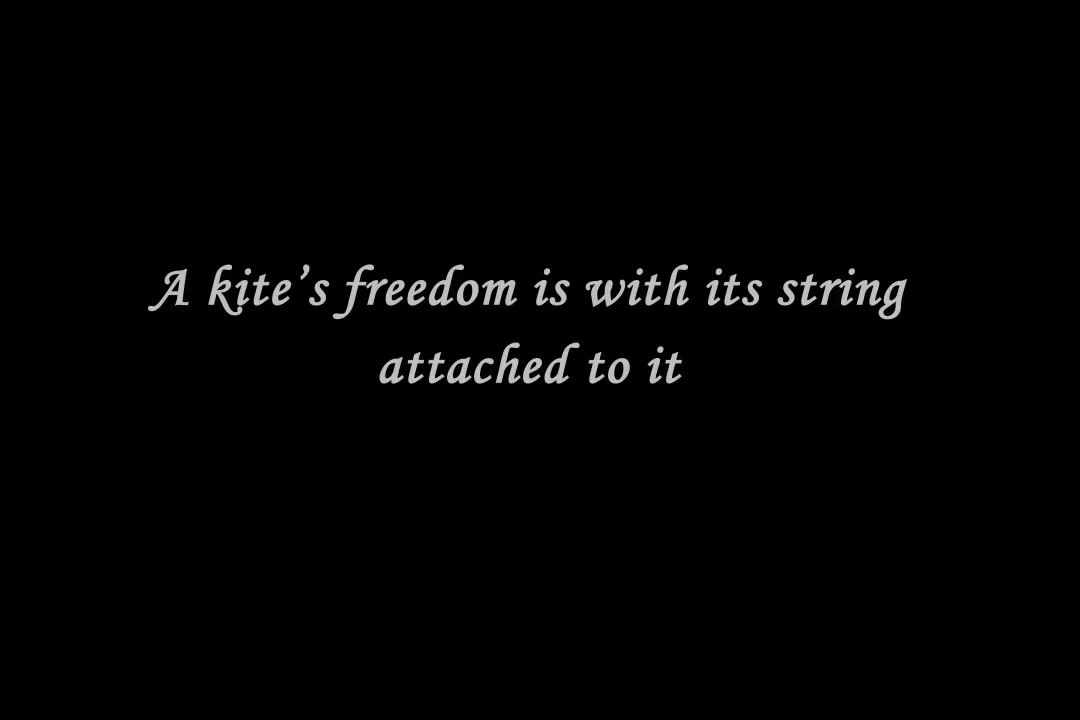 A kite’s freedom is with its string
attached to it